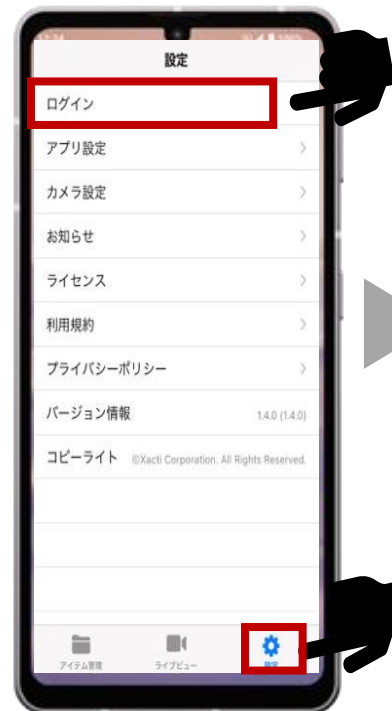 設定
ログイン
アプリ設定
カメラ設定
お知らせ
ライセンス
利用規約
プライバシーポリシー
バージョン情報 1.4.0 (1.4.0)
コピーライト ©Xacti Corporation. All Rights Reserved.
アイテム管理 ライブビュー 設定